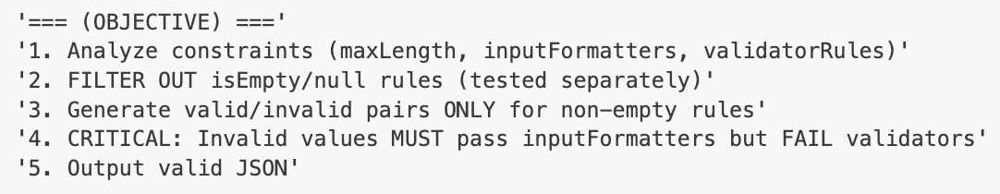 '=== (OBJECTIVE) ==='
'1. Analyze constraints (maxLength, inputFormatters, validatorRules)'
'2. FILTER OUT isEmpty/null rules (tested separately)'
'3. Generate valid/invalid pairs ONLY for non-empty rules'
'4. CRITICAL: Invalid values MUST pass inputFormatters but FAIL validators'
'5. Output valid JSON'